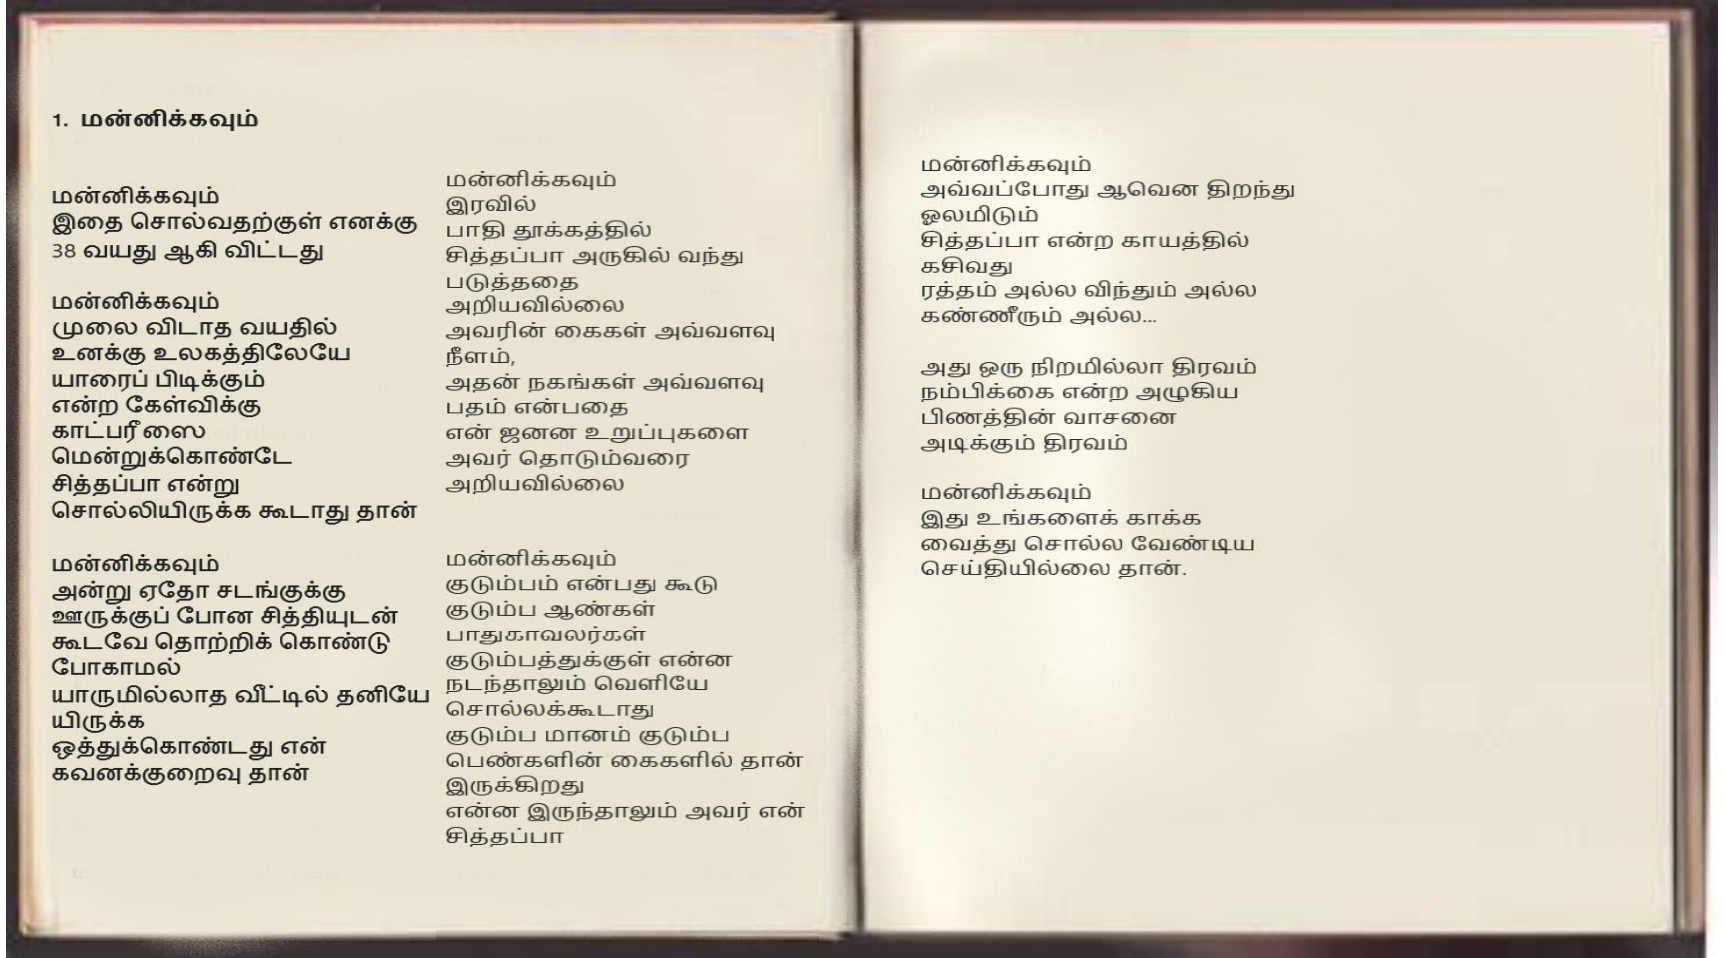 1. மன்னிக்கவும்
மன்னிக்கவும்
இதை சொல்வதற்குள் எனக்கு
38 வயது ஆகி விட்டது
மன்னிக்கவும்
முலை விடாத வயதில்
உனக்கு உலகத்திலேயே
யாரைப் பிடிக்கும்
என்ற கேள்விக்கு
காட்பரீஸை
மென்றுக்கொண்டே
சித்தப்பா என்று
சொல்லியிருக்க கூடாது தான்
மன்னிக்கவும்
அன்று ஏதோ சடங்குக்கு
ஊருக்குப் போன சித்தியுடன்
கூடவே தொற்றிக் கொண்டு
போகாமல்
யாருமில்லாத வீட்டில் தனியே
யிருக்க
ஒத்துக்கொண்டது என்
கவனக்குறைவு தான்
மன்னிக்கவும்
இரவில்
பாதி தூக்கத்தில்
சித்தப்பா அருகில் வந்து
படுத்ததை
அறியவில்லை
அவரின் கைகள் அவ்வளவு
நீளம்,
அதன் நகங்கள் அவ்வளவு
பதம் என்பதை
என் ஜனன உறுப்புகளை
அவர் தொடும்வரை
அறியவில்லை
மன்னிக்கவும்
குடும்பம் என்பது கூடு
குடும்ப ஆண்கள்
பாதுகாவலர்கள்
குடும்பத்துக்குள் என்ன
நடந்தாலும் வெளியே
சொல்லக்கூடாது
குடும்ப மானம் குடும்ப
பெண்களின் கைகளில் தான்
இருக்கிறது
என்ன இருந்தாலும் அவர் என்
சித்தப்பா
மன்னிக்கவும்
அவ்வப்போது ஆவென திறந்து
ஓலமிடும்
சித்தப்பா என்ற காயத்தில்
கசிவது
ரத்தம் அல்ல விந்தும் அல்ல
கண்ணீரும் அல்ல...
அது ஒரு நிறமில்லா திரவம்
நம்பிக்கை என்ற அழுகிய
பிணத்தின் வாசனை
அடிக்கும் திரவம்
மன்னிக்கவும்
இது உங்களைக் காக்க
வைத்து சொல்ல வேண்டிய
செய்தியில்லை தான்.